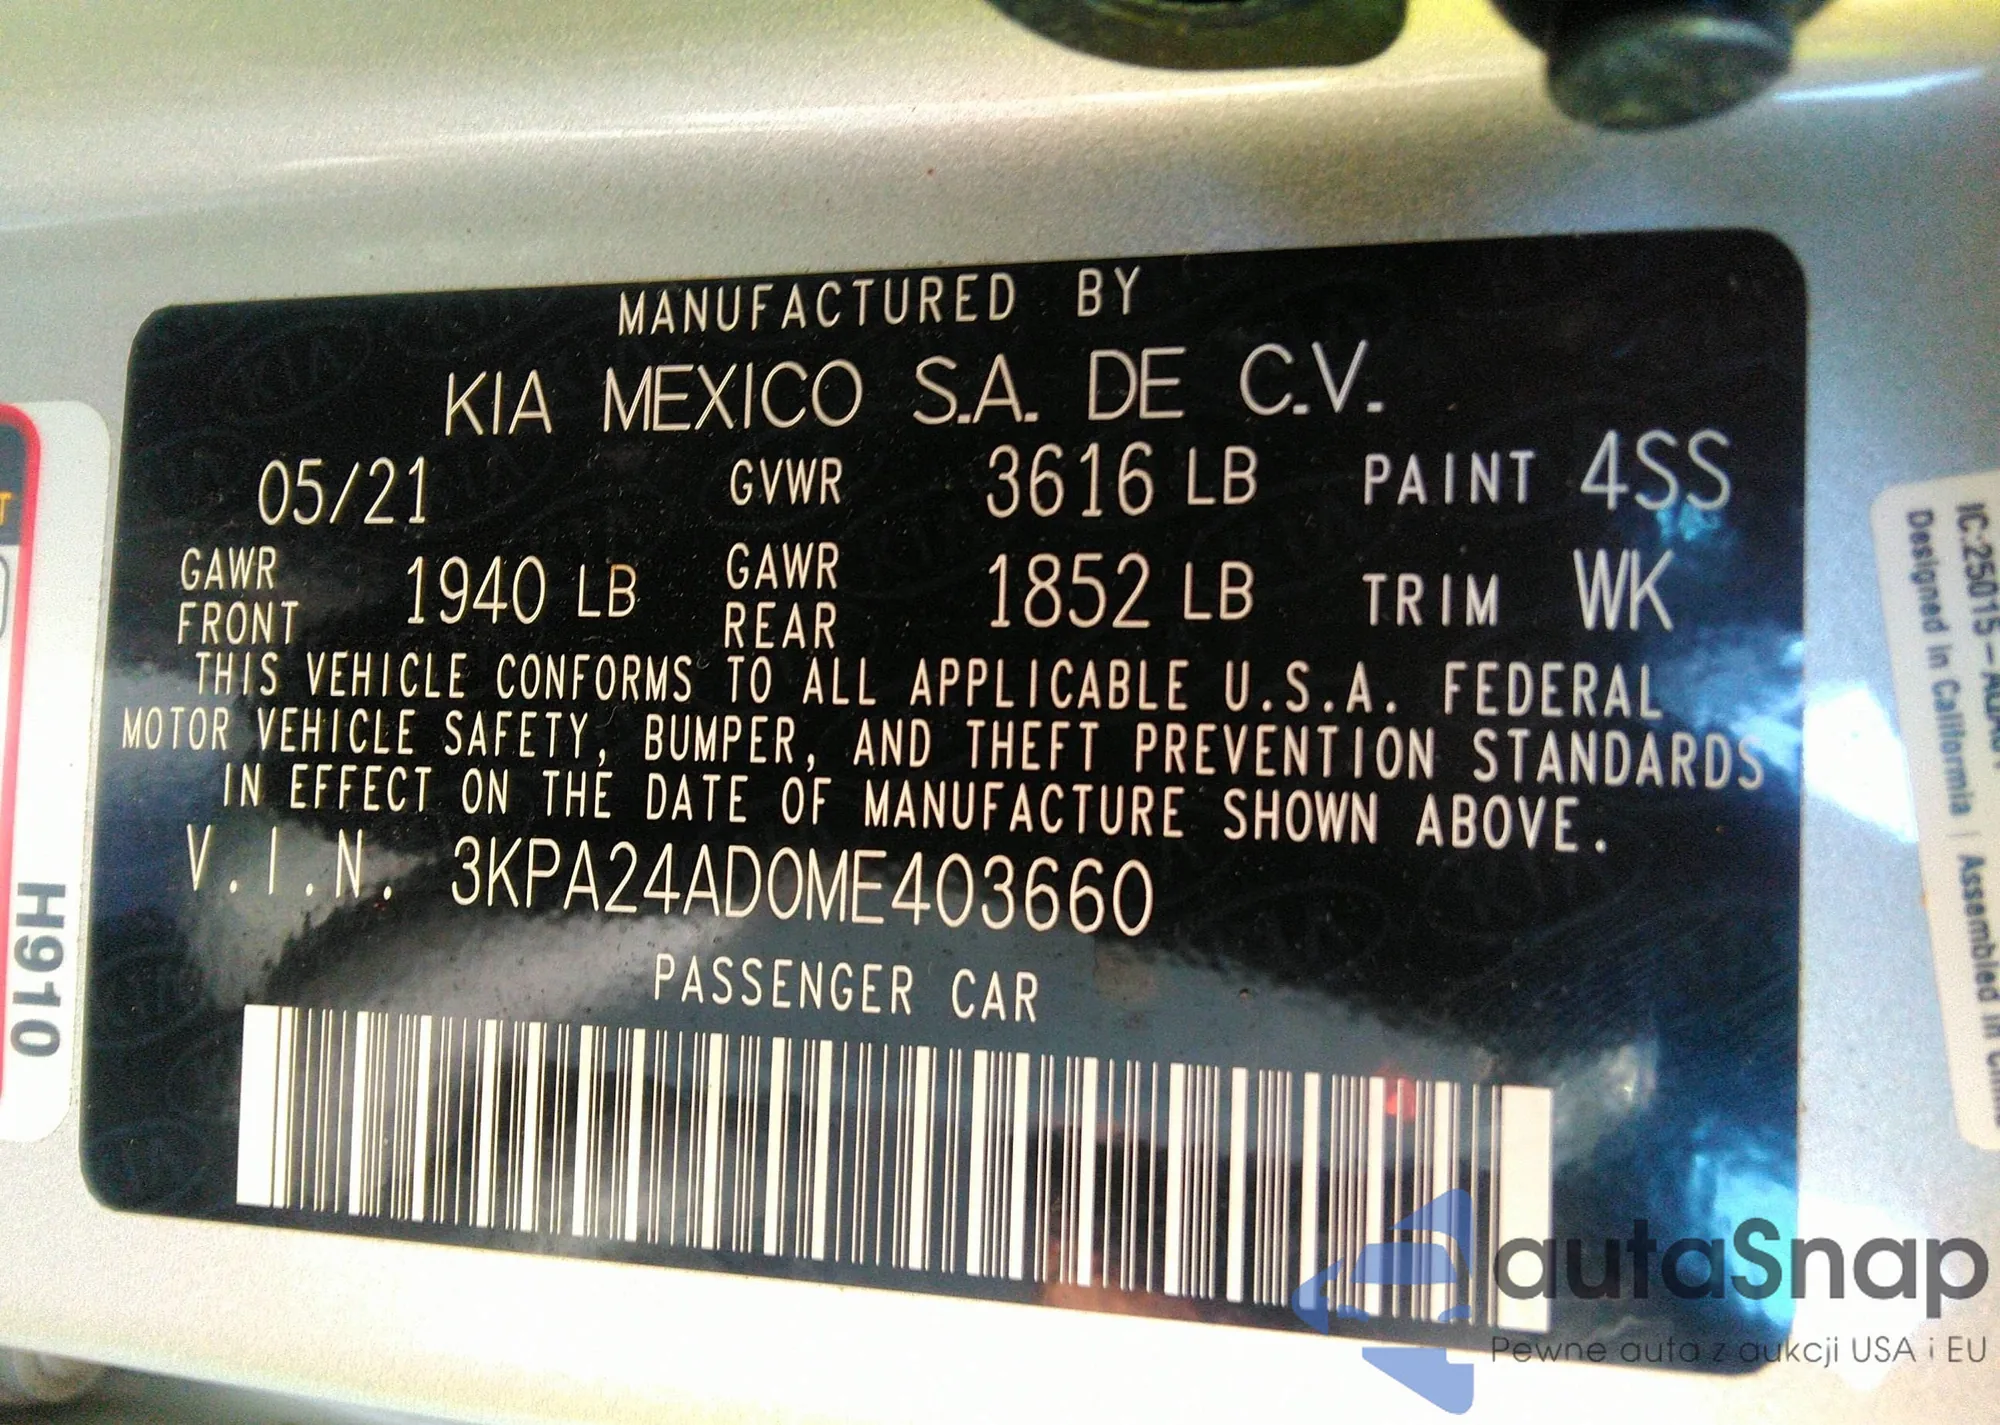 MANUFACTURED BY
KIA MEXICO S.A. DE C.V.
05/21 GVWR 3616 LB PAINT 4SS
GAWR FRONT 1940 LB GAWR REAR 1852 LB TRIM WK
THIS VEHICLE CONFORMS TO ALL APPLICABLE U.S.A. FEDERAL
MOTOR VEHICLE SAFETY, BUMPER, AND THEFT PREVENTION STANDARDS
IN EFFECT ON THE DATE OF MANUFACTURE SHOWN ABOVE.
V.I.N. 3KPA24AD0ME403660
PASSENGER CAR
H910
Designed in California | Assembled in
autaSnap
Pewne auta z aukcji USA i EU